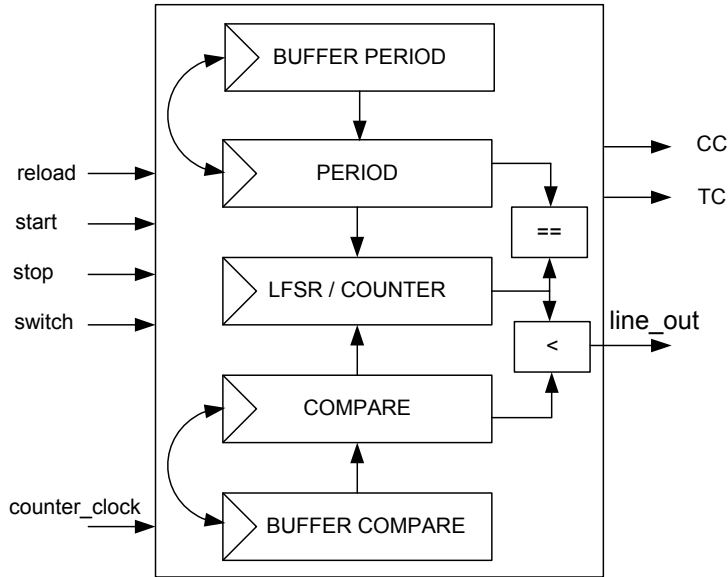 BUFFER PERIOD
PERIOD
==
LFSR / COUNTER
<
COMPARE
BUFFER COMPARE
reload
start
stop
switch
counter_clock
CC
TC
line_out